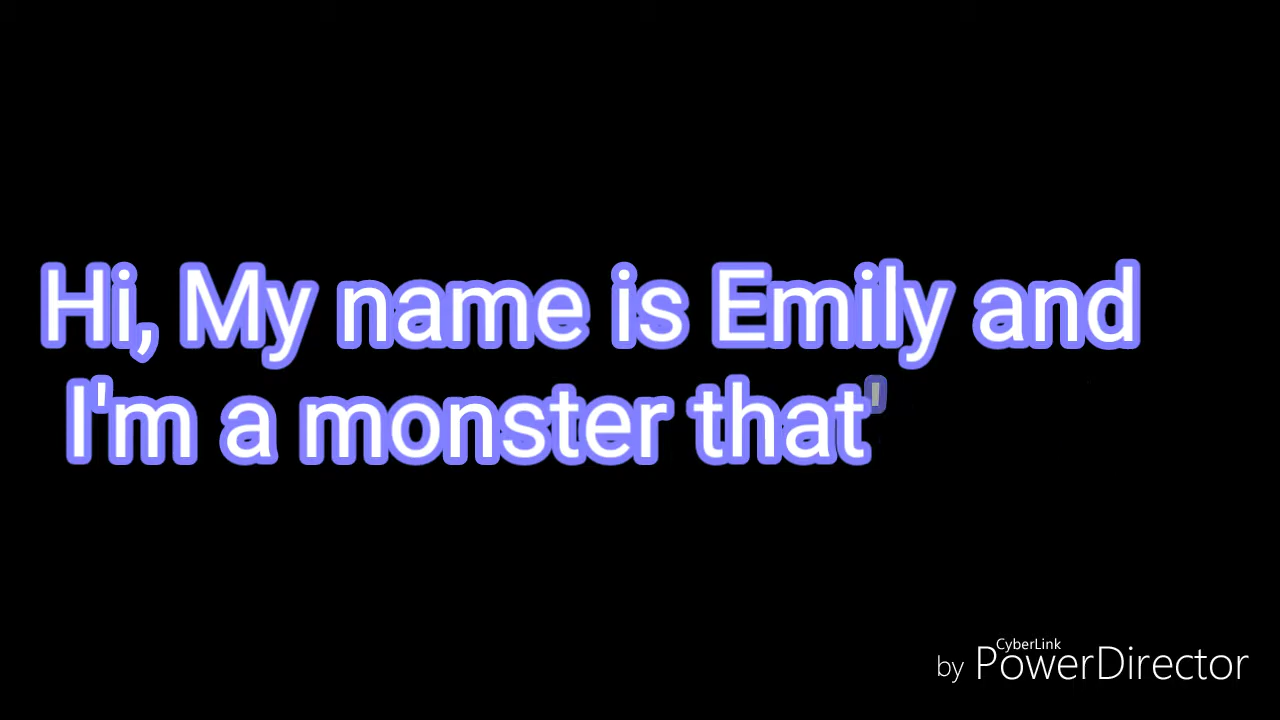 Hi, My name is Emily and
I'm a monster that'
by CyberLink PowerDirector